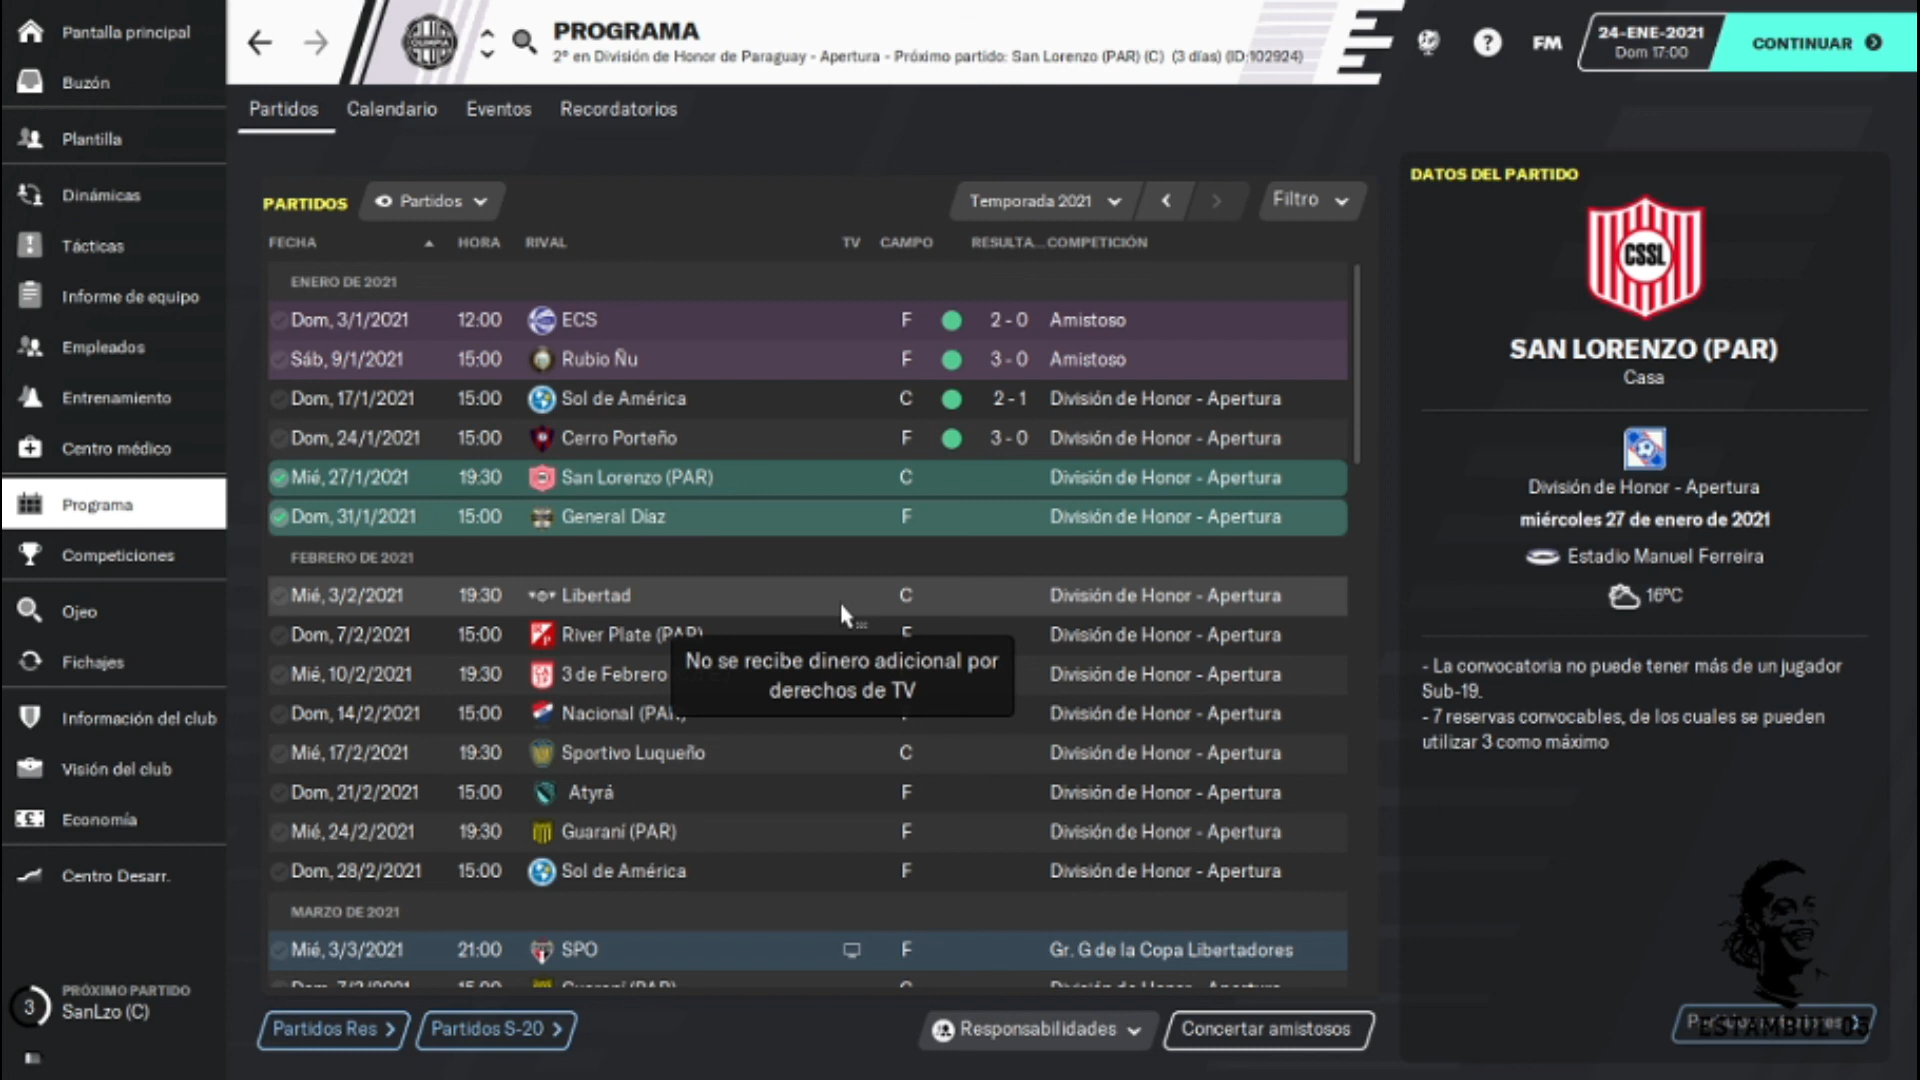 Pantalla principal
Buzón
Plantilla
Dinámicas
Tácticas
Informe de equipo
Empleados
Entrenamiento
Centro médico
Programa
Competiciones
Ojeo
Fichajes
Información del club
Visión del club
Economía
Centro Desarr.
3
PRÓXIMO PARTIDO
SanLzo (C)
PROGRAMA
2º en División de Honor de Paraguay - Apertura - Próximo partido: San Lorenzo (PAR) (C) (3 días) (ID:102924)
?
FM
24-ENE-2021
Dom 17:00
CONTINUAR
Partidos Calendario Eventos Recordatorios
PARTIDOS Partidos Temporada 2021 Filtro
FECHA HORA RIVAL TV CAMPO RESULTA... COMPETICIÓN
ENERO DE 2021
Dom, 3/1/2021 12:00 ECS F 2 - 0 Amistoso
Sáb, 9/1/2021 15:00 Rubio Ñu F 3 - 0 Amistoso
Dom, 17/1/2021 15:00 Sol de América C 2 - 1 División de Honor - Apertura
Dom, 24/1/2021 15:00 Cerro Porteño F 3 - 0 División de Honor - Apertura
Mié, 27/1/2021 19:30 San Lorenzo (PAR) C División de Honor - Apertura
Dom, 31/1/2021 15:00 General Díaz F División de Honor - Apertura
FEBRERO DE 2021
Mié, 3/2/2021 19:30 Libertad C División de Honor - Apertura
Dom, 7/2/2021 15:00 River Plate (PAR) F División de Honor - Apertura
Mié, 10/2/2021 19:30 3 de Febrero División de Honor - Apertura
Dom, 14/2/2021 15:00 Nacional (PAR) División de Honor - Apertura
Mié, 17/2/2021 19:30 Sportivo Luqueño C División de Honor - Apertura
Dom, 21/2/2021 15:00 Atyrá F División de Honor - Apertura
Mié, 24/2/2021 19:30 Guaraní (PAR) F División de Honor - Apertura
Dom, 28/2/2021 15:00 Sol de América F División de Honor - Apertura
MARZO DE 2021
Mié, 3/3/2021 21:00 SPO F Gr. G de la Copa Libertadores
No se recibe dinero adicional por
derechos de TV
Partidos Res Partidos S-20 Responsabilidades Concertar amistosos
DATOS DEL PARTIDO
CSSL
SAN LORENZO (PAR)
Casa
División de Honor - Apertura
miércoles 27 de enero de 2021
Estadio Manuel Ferreira
16ºC
- La convocatoria no puede tener más de un jugador
Sub-19.
- 7 reservas convocables, de los cuales se pueden
utilizar 3 como máximo
ESTAMBUL 05